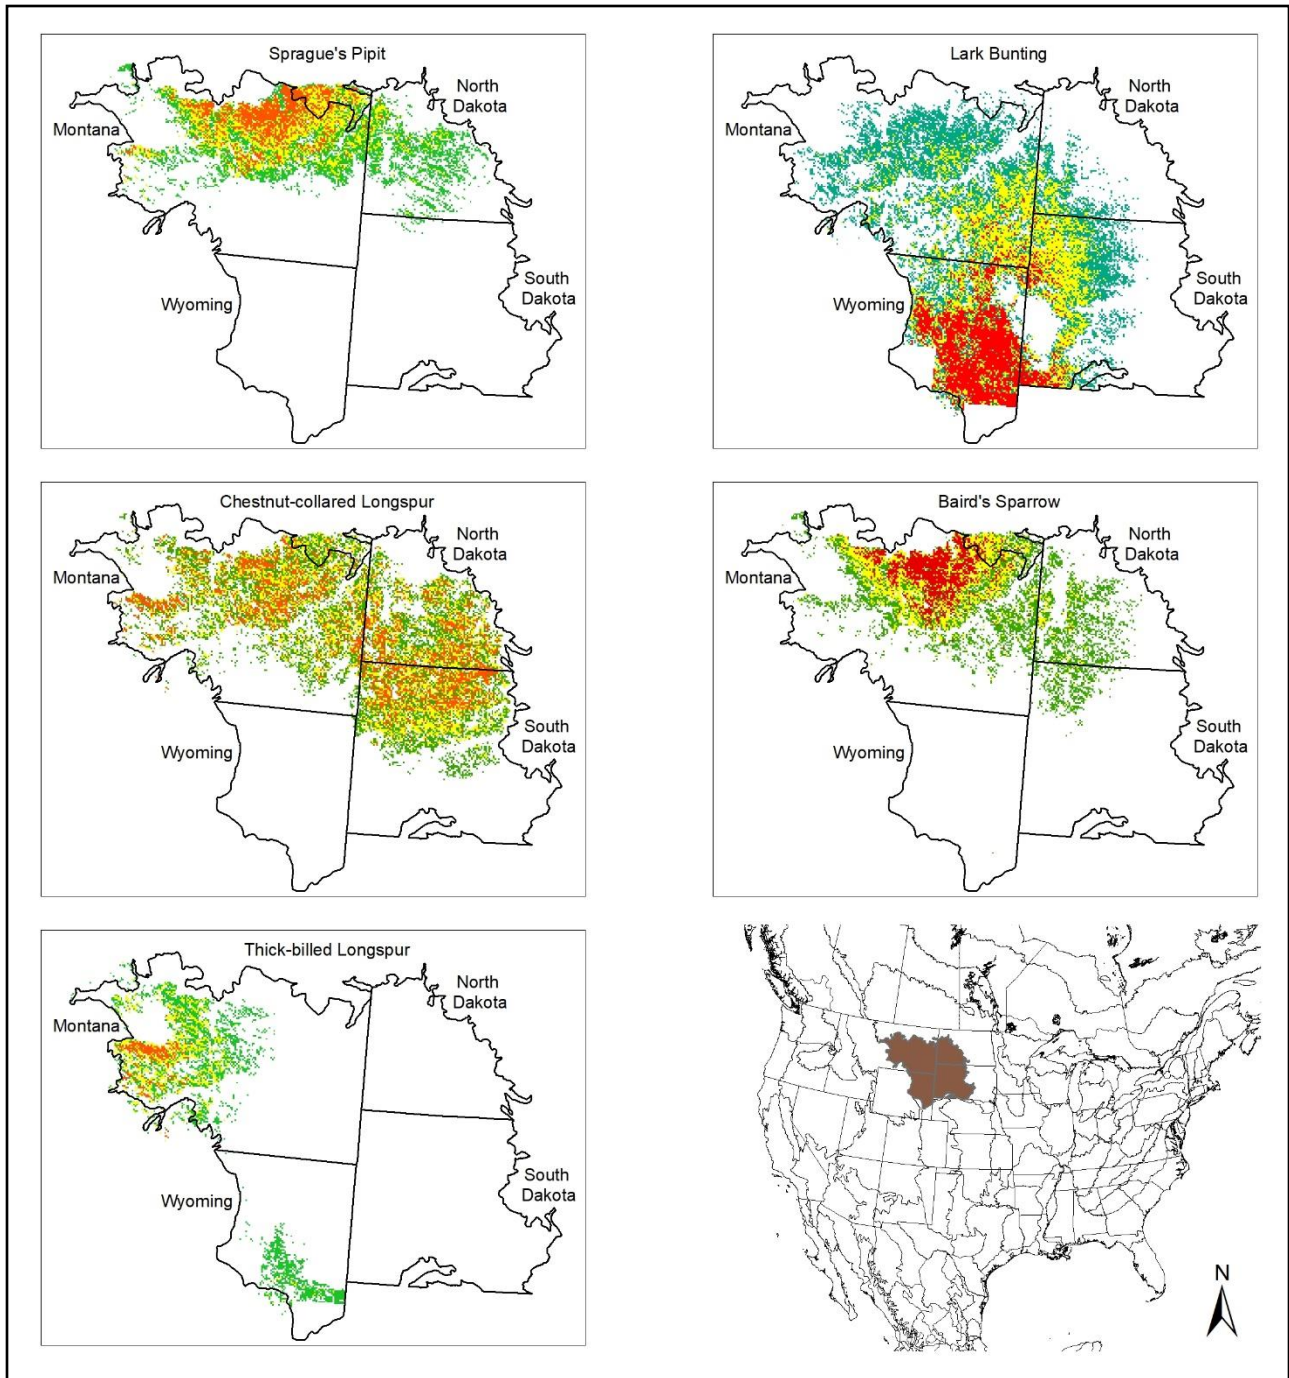 Sprague's Pipit
North
Dakota
Montana
Wyoming
South
Dakota
Lark Bunting
North
Dakota
Montana
Wyoming
South
Dakota
Chestnut-collared Longspur
North
Dakota
Montana
Wyoming
South
Dakota
Baird's Sparrow
North
Dakota
Montana
Wyoming
South
Dakota
Thick-billed Longspur
North
Dakota
Montana
Wyoming
South
Dakota
N